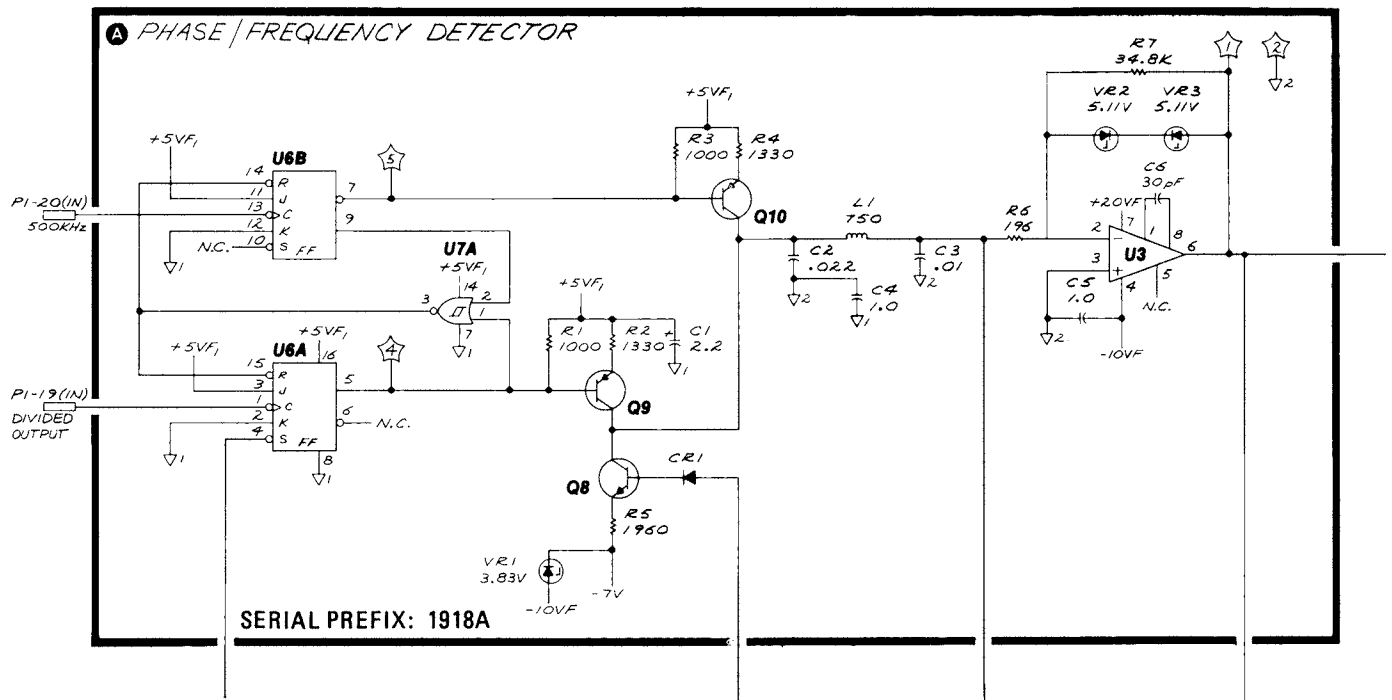 A PHASE/FREQUENCY DETECTOR
R7
34.8K
1
2
2
VR2
5.11V
VR3
5.11V
+5VF1
R3
1000
R4
1330
+5VF1
U6B
14
R
11
J
13
C
12
K
10
S
FF
7
9
5
N.C.
1
P1-20(IN)
500KHz
Q10
L1
750
C2
.022
2
C4
1.0
1
C3
.01
2
R6
196
C6
30pF
+20VF
7
1
8
2
3
U3
6
4
5
N.C.
C5
1.0
2
-10VF
U7A
+5VF1
14
3
2
1
7
1
+5VF1
R1
1000
R2
1330
+
C1
2.2
1
Q9
U6A
+5VF1
16
+5VF1
15
R
3
J
1
C
2
K
4
S
FF
5
6
N.C.
8
1
1
4
P1-19(IN)
DIVIDED
OUTPUT
Q8
CR1
R5
1960
VR1
3.83V
-10VF
-7V
SERIAL PREFIX: 1918A